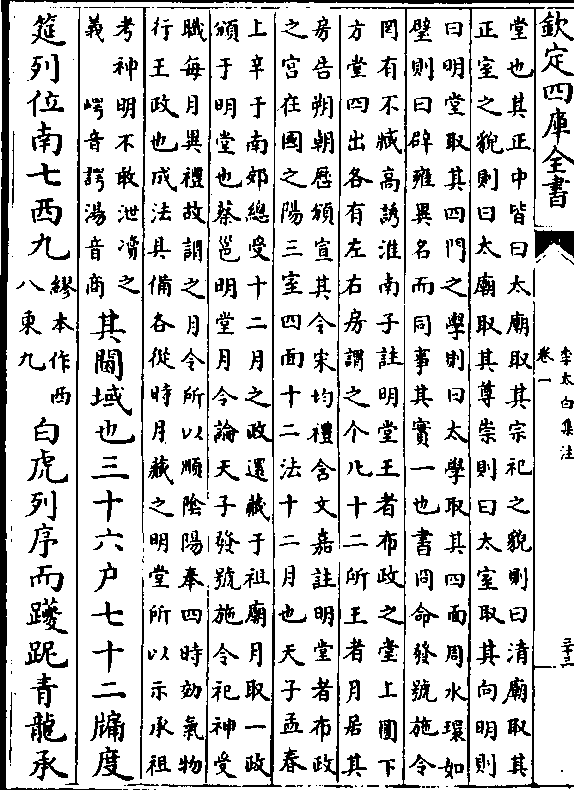 欽定四庫全書
李太白集注
卷一
堂也其正中皆曰太廟取其宗祀之貌則曰清廟取其
正室之貌則曰太廟取其尊崇則曰太室取其向明則
曰明堂取其四門之學則曰太學取其四面周水環如
璧則曰辟雍異名而同事其實一也書冏命發號施令
罔有不臧高誘淮南子註明堂王者布政之堂上圜下
方堂四出各有左右房謂之个凡十二所王者月居其
房告朔朝厯頒宣其令宋均禮含文嘉註明堂者布政
之宫在國之陽三室四面十二法十二月也天子孟春
上辛于南郊總受十二月之政還藏于祖廟月取一政
頒于明堂也蔡邕明堂月令論天子發號施令祀神受
職每月異禮故謂之月令所以順陰陽奉四時効氣物
行王政也成法具備各從時月藏之明堂所以示承祖
考神明不敢泄瀆之
義 崿音諤湯音商
其閫域也三十六户七十二牖度
筵列位南七西九
繆本作西
八東九
白虎列序而躨跜青龍承